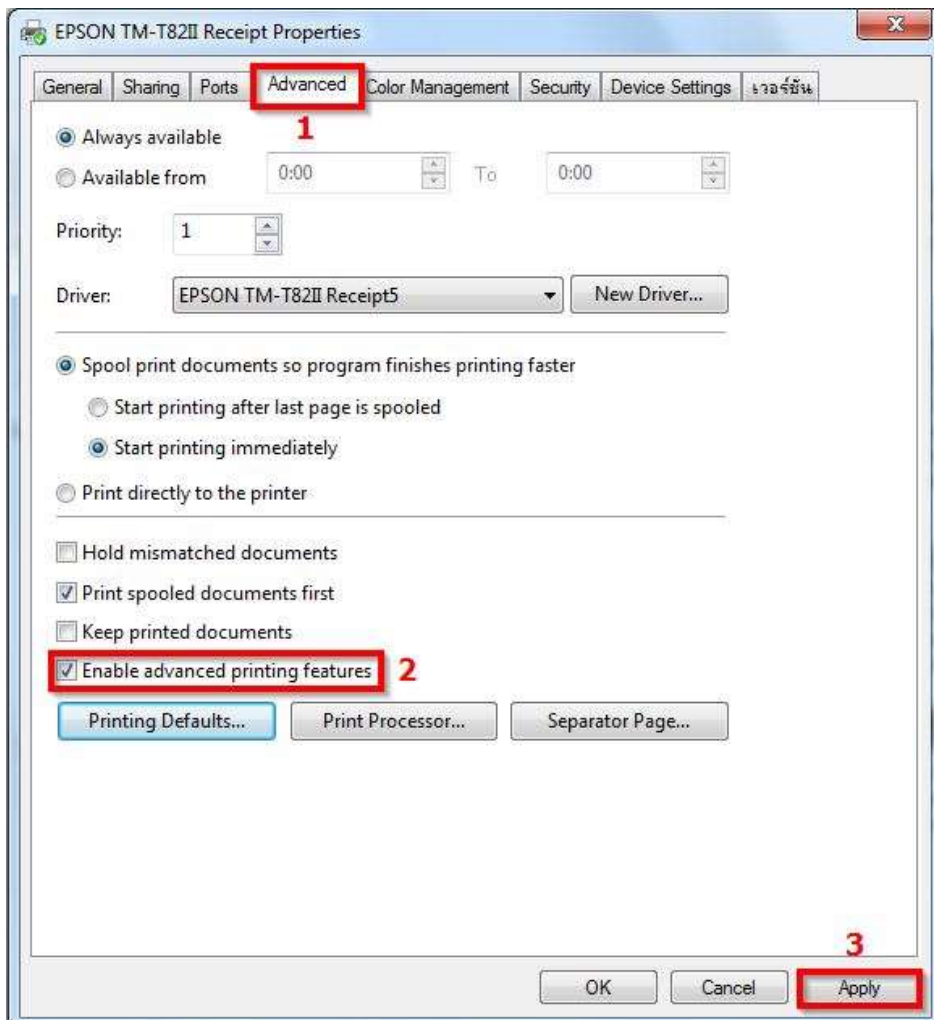 EPSON TM-T82II Receipt Properties
General Sharing Ports Advanced Color Management Security Device Settings เวอร์ชัน
1
Always available
Available from 0:00 To 0:00
Priority: 1
Driver: EPSON TM-T82II Receipt5 New Driver...
Spool print documents so program finishes printing faster
Start printing after last page is spooled
Start printing immediately
Print directly to the printer
Hold mismatched documents
Print spooled documents first
Keep printed documents
Enable advanced printing features 2
Printing Defaults... Print Processor... Separator Page...
3
OK Cancel Apply